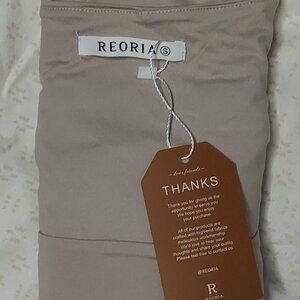 REORIA S
~ dear friends ~
THANKS
Thank you for giving us the
opportunity to serve you
We hope you enjoy
your purchase.
All of our products are
crafted with high-end fabrics
meticulous workmanship
We'd love to hear your
thoughts and share your outfits
Please feel free to contact us
@REORIA
R
REORIA